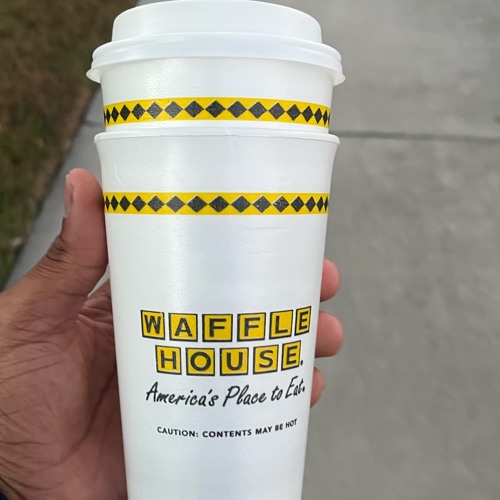 WAFFLE
HOUSE.
America's Place to Eat.
CAUTION: CONTENTS MAY BE HOT